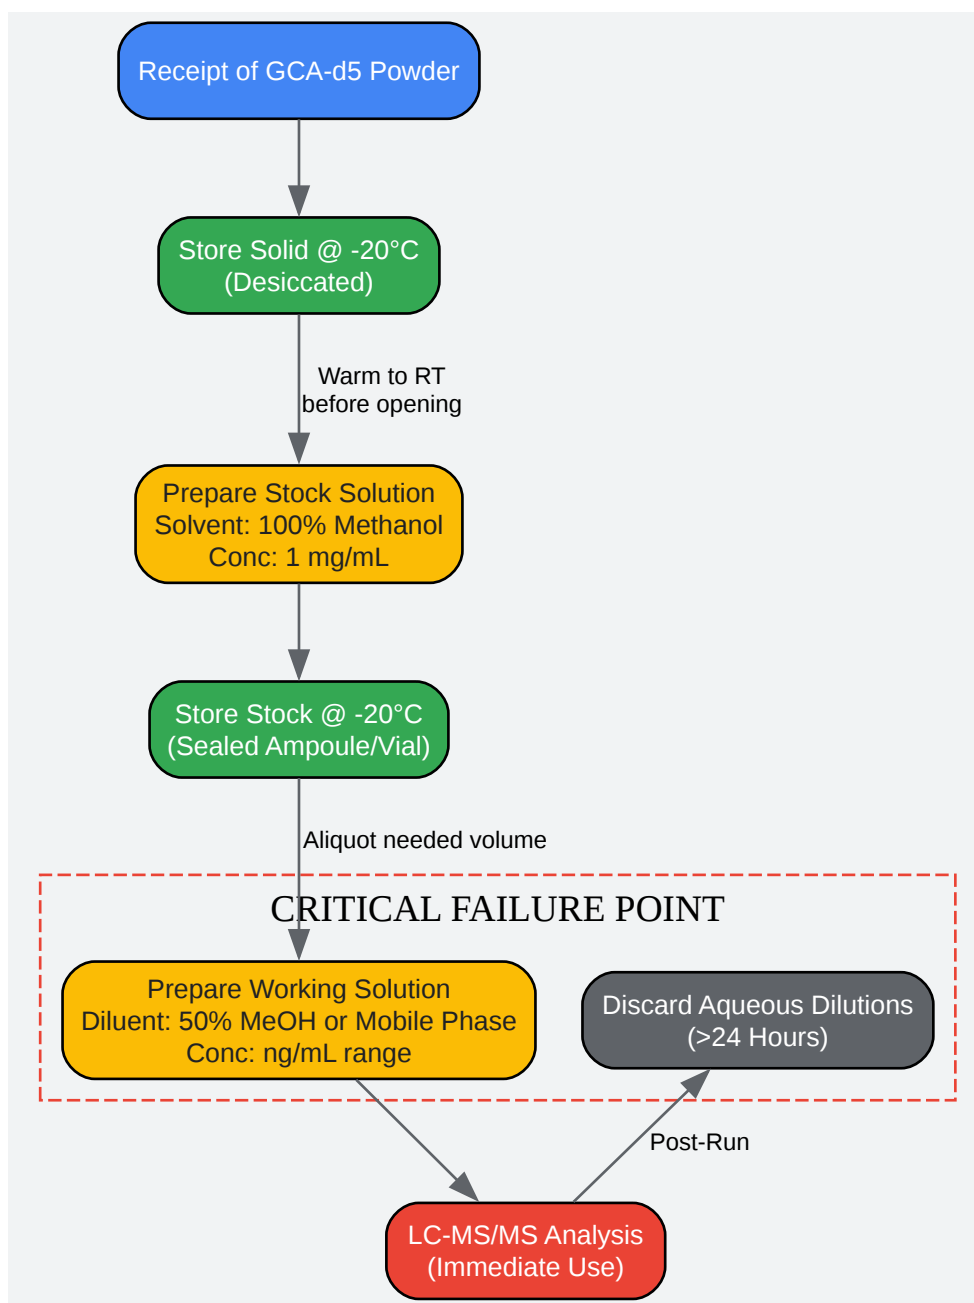 Receipt of GCA-d5 Powder
Store Solid @ -20°C
(Desiccated)
Warm to RT
before opening
Prepare Stock Solution
Solvent: 100% Methanol
Conc: 1 mg/mL
Store Stock @ -20°C
(Sealed Ampoule/Vial)
Aliquot needed volume
CRITICAL FAILURE POINT
Prepare Working Solution
Diluent: 50% MeOH or Mobile Phase
Conc: ng/mL range
Discard Aqueous Dilutions
(>24 Hours)
Post-Run
LC-MS/MS Analysis
(Immediate Use)